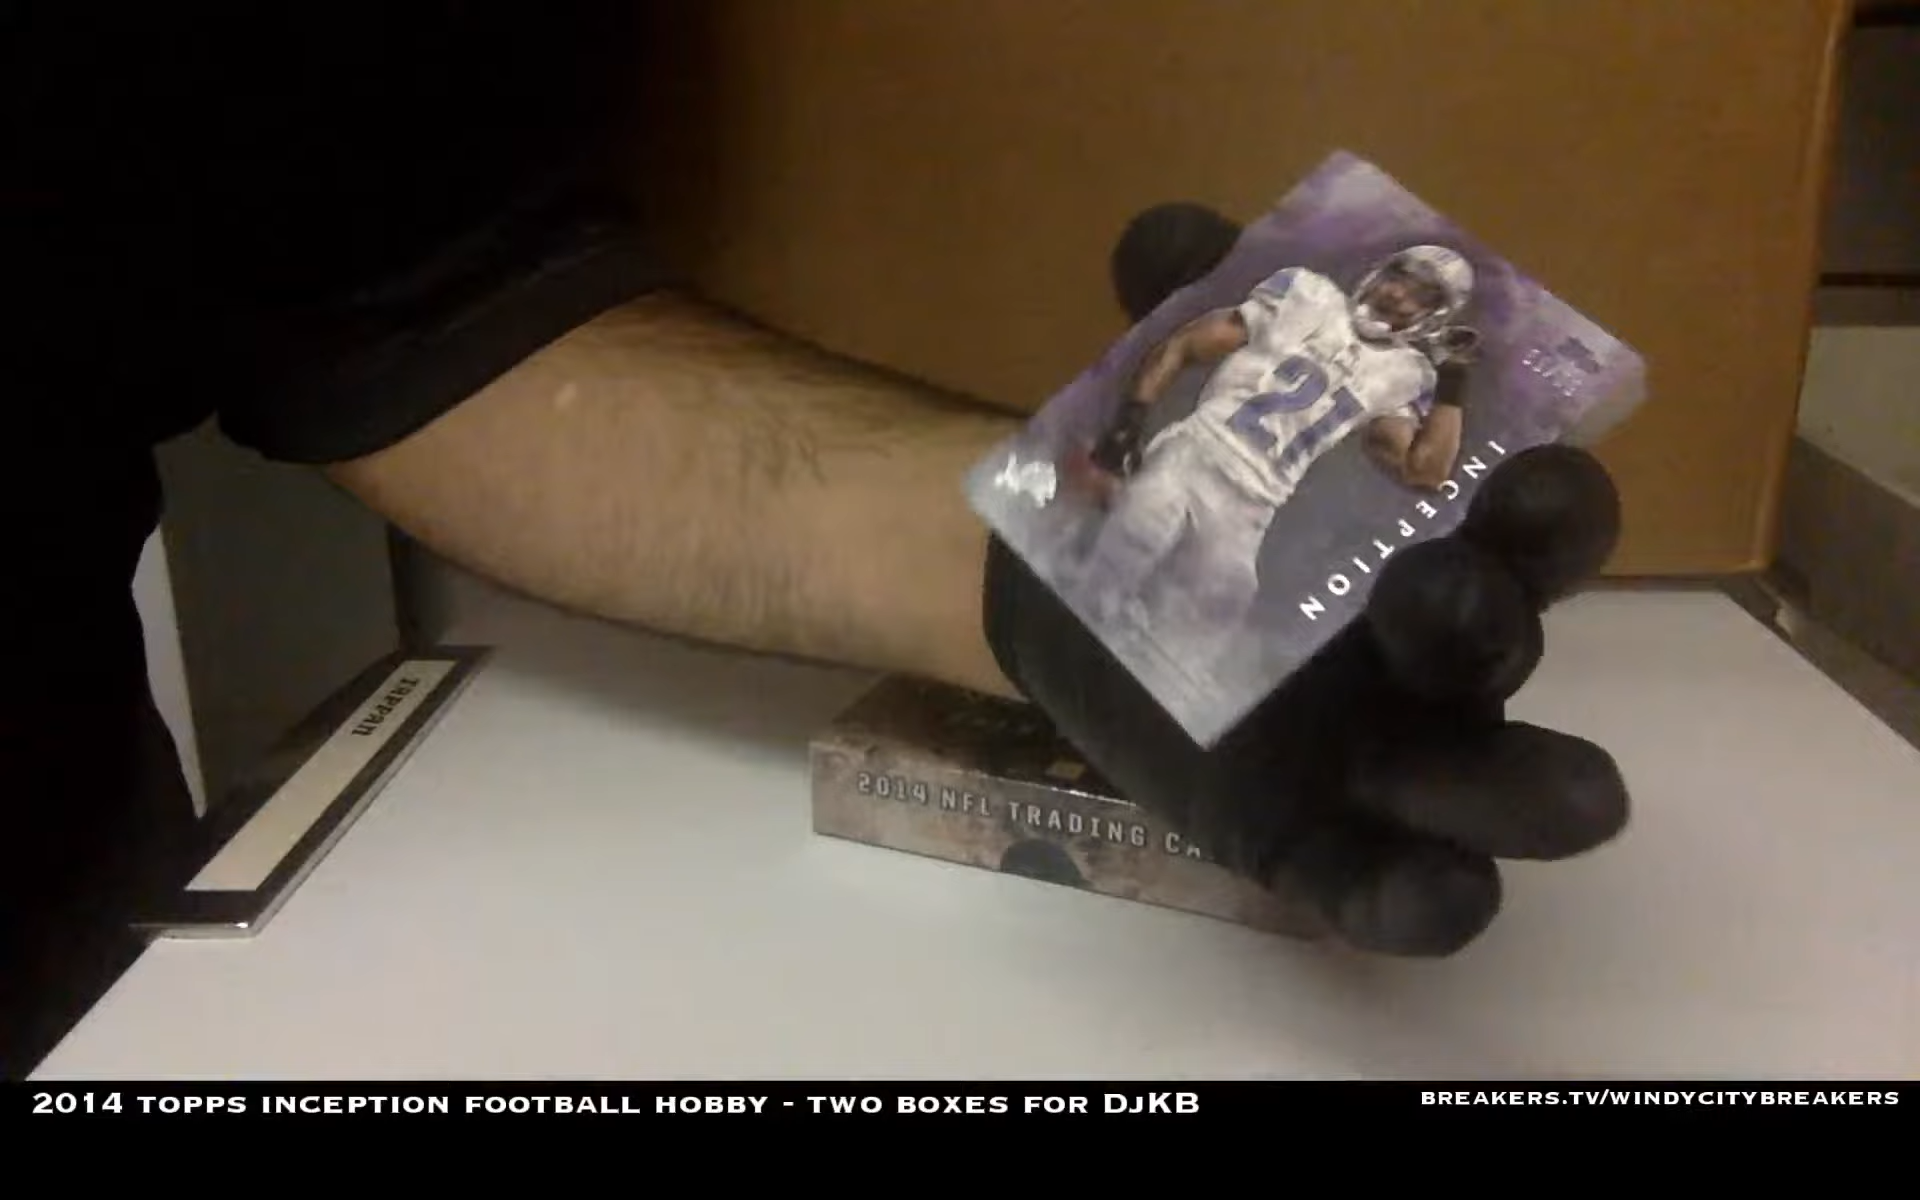 21
INCEPTION
TAPPAN
2014 NFL TRADING CA
2014 TOPPS INCEPTION FOOTBALL HOBBY - TWO BOXES FOR DJKB
BREAKERS.TV/WINDYCITYBREAKERS